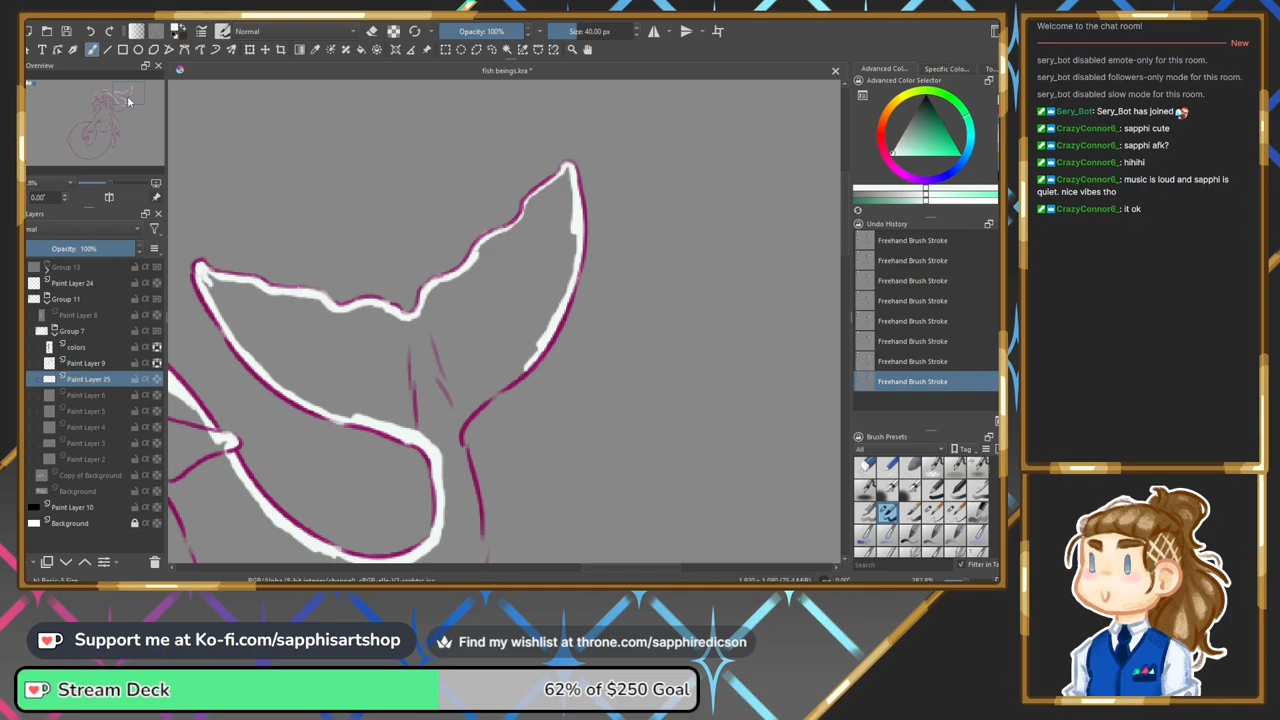 Normal
Opacity: 100%
Size: 40.00 px
Overview
fish beings.kra *
Advanced Col...
Specific Colo...
To...
Advanced Color Selector
0.00°
Layers
Opacity: 100%
Group 13
Paint Layer 24
Group 11
Paint Layer 8
Group 7
colors
Paint Layer 9
Paint Layer 25
Paint Layer 6
Paint Layer 5
Paint Layer 4
Paint Layer 3
Paint Layer 2
Copy of Background
Background
Paint Layer 10
Background
Undo History
Freehand Brush Stroke
Freehand Brush Stroke
Freehand Brush Stroke
Freehand Brush Stroke
Freehand Brush Stroke
Freehand Brush Stroke
Freehand Brush Stroke
Freehand Brush Stroke
Brush Presets
All
Tag
Search
Filter in Ta
Welcome to the chat room!
New
sery_bot disabled emote-only for this room.
sery_bot disabled followers-only mode for this room.
sery_bot disabled slow mode for this room.
Sery_Bot: Sery_Bot has joined
CrazyConnor6_: sapphi cute
CrazyConnor6_: sapphi afk?
CrazyConnor6_: hihihi
CrazyConnor6_: music is loud and sapphi is
quiet. nice vibes tho
CrazyConnor6_: it ok
Support me at Ko-fi.com/sapphisartshop
Find my wishlist at throne.com/sapphiredicson
Stream Deck
62% of $250 Goal